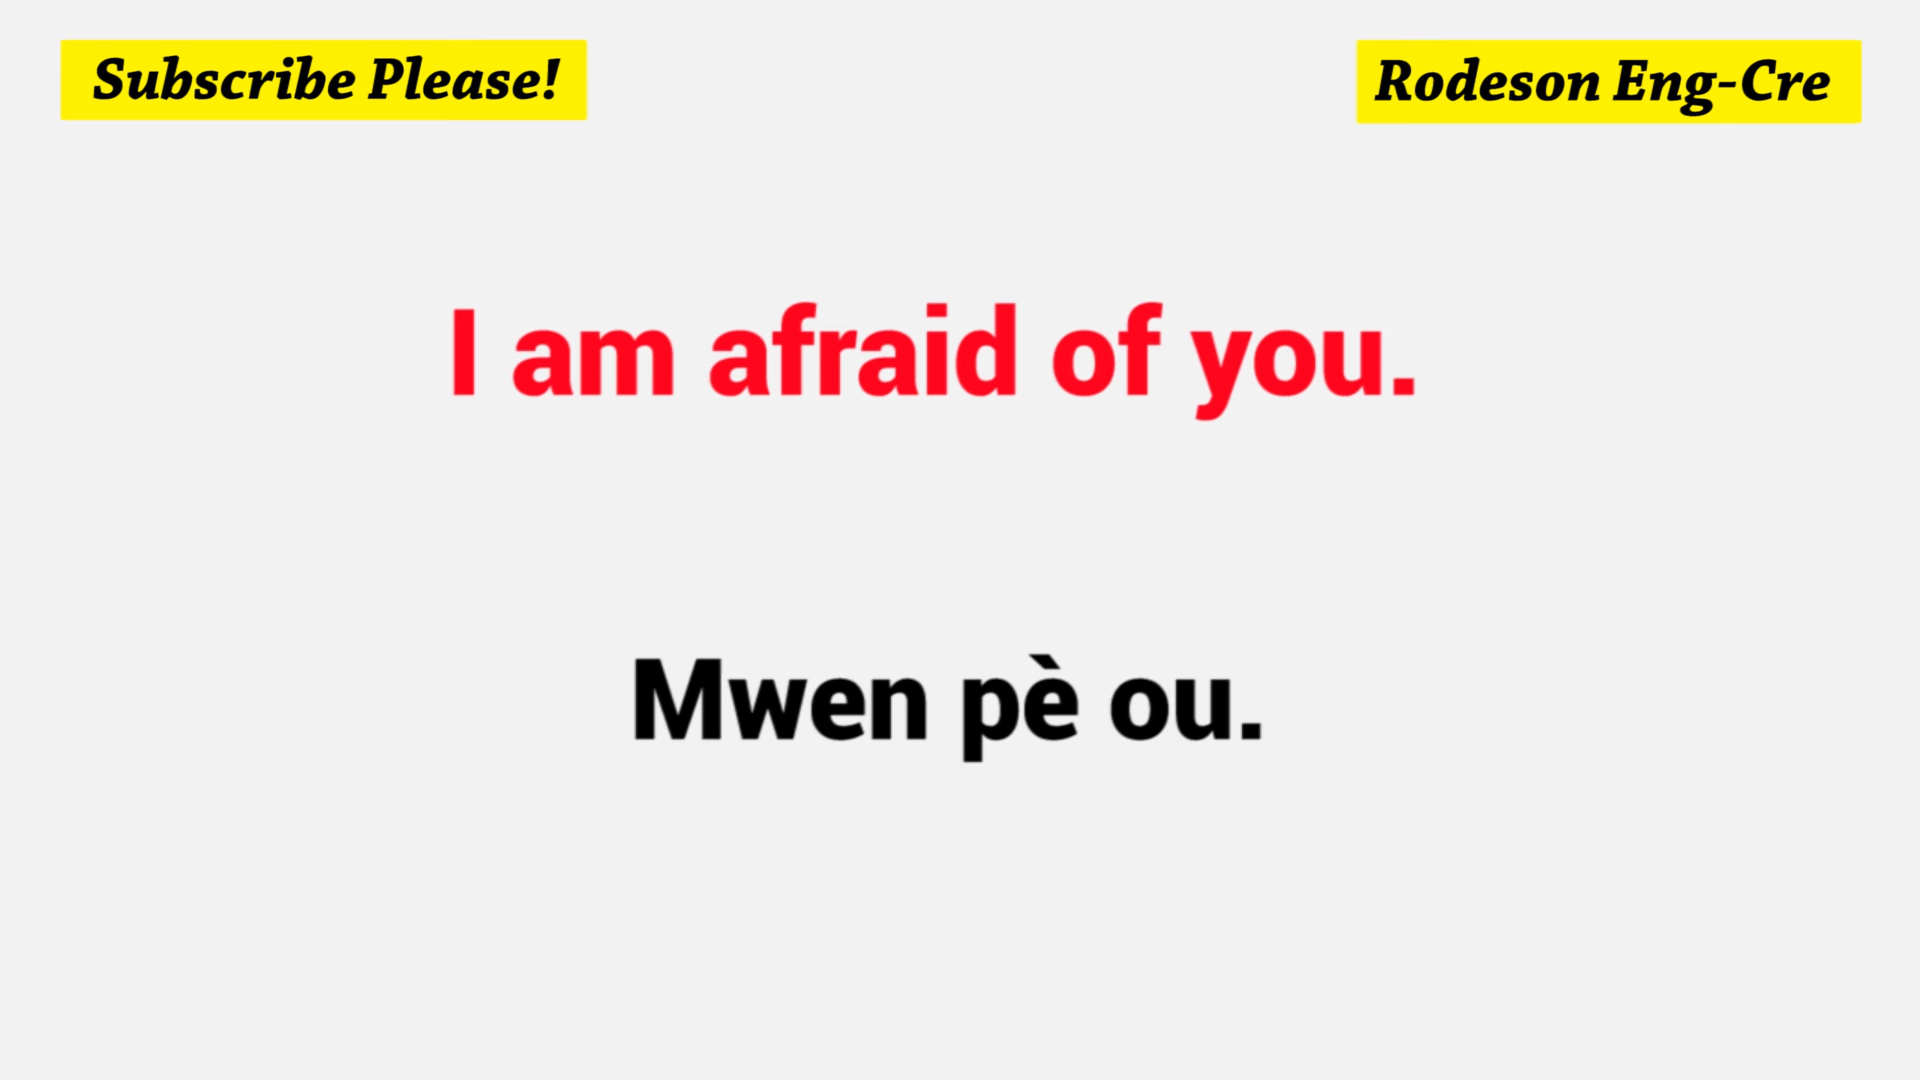 Subscribe Please!
Rodeson Eng-Cre
I am afraid of you.
Mwen pè ou.